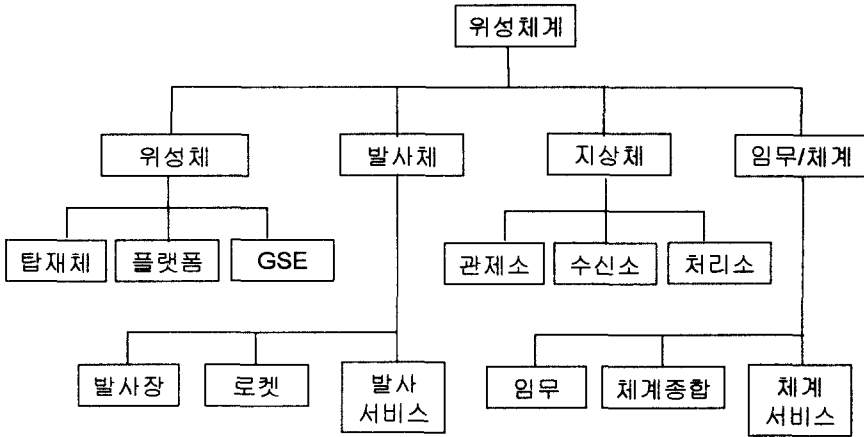 위성체계
위성체
발사체
지상체
임무/체계
탑재체
플랫폼
GSE
관제소
수신소
처리소
발사장
로켓
발사
서비스
임무
체계종합
체계
서비스